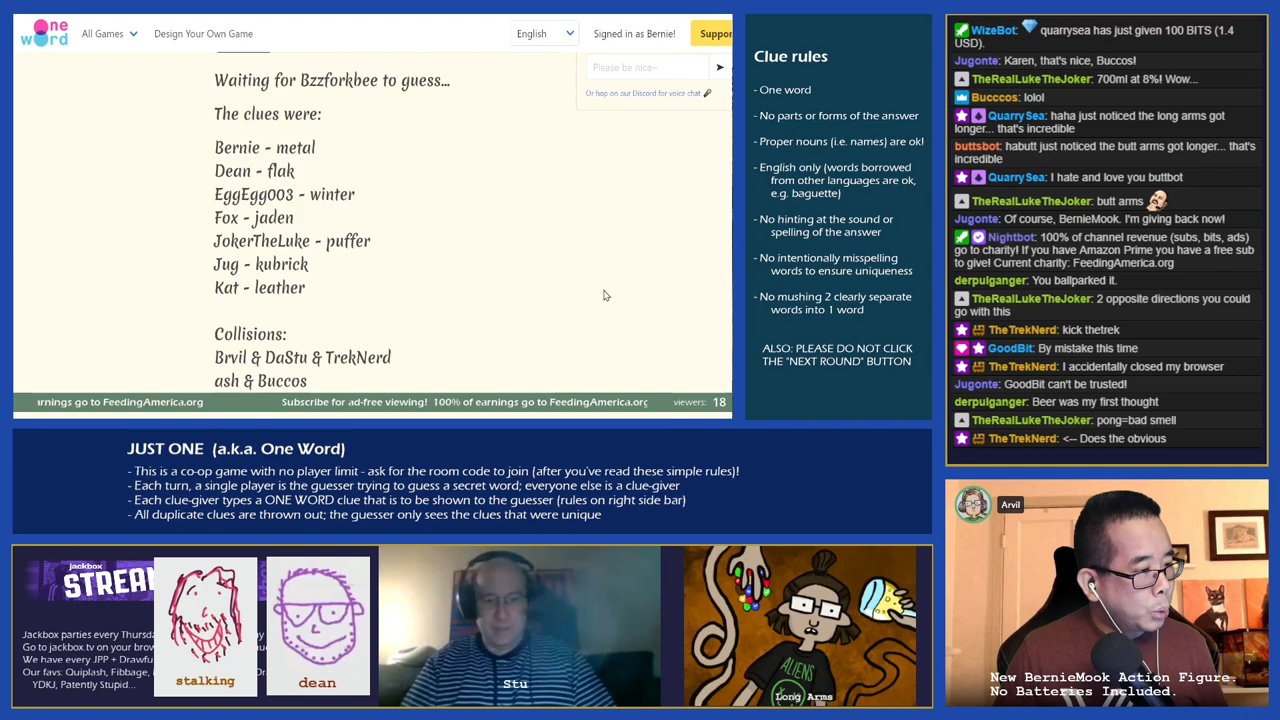 one
word
All Games
Design Your Own Game
English
Signed in as Bernie!
Suppor
Waiting for Bzzforkbee to guess...
The clues were:
Bernie - metal
Dean - flak
EggEgg003 - winter
Fox - jaden
JokerTheLuke - puffer
Jug - kubrick
Kat - leather
Collisions:
Brvil & DaStu & TrekNerd
ash & Buccos
Please be nice~
Or hop on our Discord for voice chat
arnings go to FeedingAmerica.org
Subscribe for ad-free viewing! 100% of earnings go to FeedingAmerica.org
viewers: 18
Clue rules
- One word
- No parts or forms of the answer
- Proper nouns (i.e. names) are ok!
- English only (words borrowed
from other languages are ok,
e.g. baguette)
- No hinting at the sound or
spelling of the answer
- No intentionally misspelling
words to ensure uniqueness
- No mushing 2 clearly separate
words into 1 word
ALSO: PLEASE DO NOT CLICK
THE "NEXT ROUND" BUTTON
WizeBot: quarrysea has just given 100 BITS (1.4
USD).
Jugonte: Karen, that's nice, Buccos!
TheRealLukeTheJoker: 700ml at 8%! Wow...
Bucccos: lolol
QuarrySea: haha just noticed the long arms got
longer... that's incredible
buttsbot: habutt just noticed the butt arms got longer... that's
incredible
QuarrySea: I hate and love you buttbot
TheRealLukeTheJoker: butt arms
Jugonte: Of course, BernieMook. I'm giving back now!
Nightbot: 100% of channel revenue (subs, bits, ads)
go to charity! If you have Amazon Prime you have a free sub
to give! Current charity: FeedingAmerica.org
derpulganger: You ballparked it.
TheRealLukeTheJoker: 2 opposite directions you could
go with this
TheTrekNerd: kick thetrek
GoodBit: By mistake this time
TheTrekNerd: I accidentally closed my browser
Jugonte: GoodBit can't be trusted!
derpulganger: Beer was my first thought
TheRealLukeTheJoker: pong=bad smell
TheTrekNerd: <-- Does the obvious
JUST ONE (a.k.a. One Word)
- This is a co-op game with no player limit - ask for the room code to join (after you've read these simple rules)!
- Each turn, a single player is the guesser trying to guess a secret word; everyone else is a clue-giver
- Each clue-giver types a ONE WORD clue that is to be shown to the guesser (rules on right side bar)
- All duplicate clues are thrown out; the guesser only sees the clues that were unique
jackbox
STREA
Jackbox parties every Thursda
Go to jackbox.tv on your brow
We have every JPP + Drawfu
Our favs: Quiplash, Fibbage,
YDKJ, Patently Stupid...
stalking
dean
Stu
ALIENS
Long Arms
Arvil
New BernieMook Action Figure.
No Batteries Included.